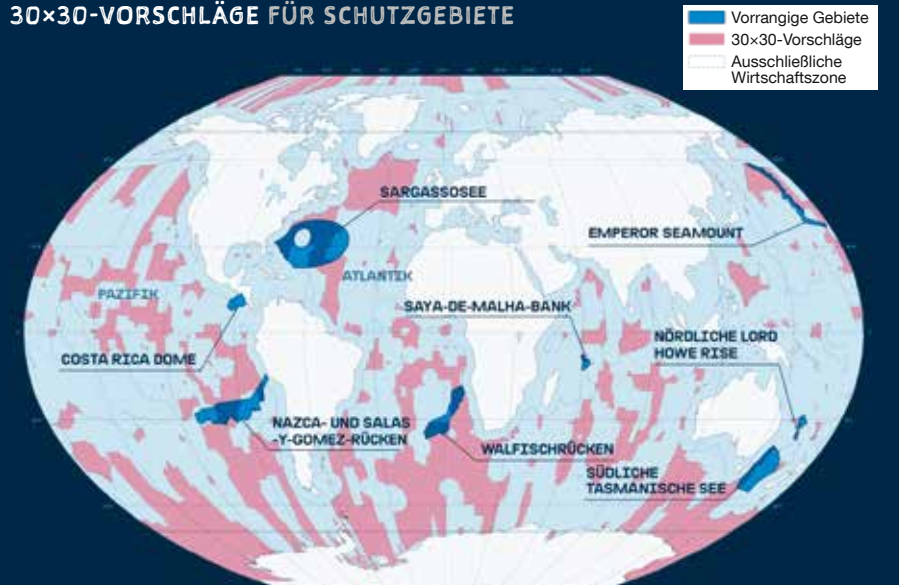 30×30-VORSCHLÄGE FÜR SCHUTZGEBIETE
Vorrangige Gebiete
30×30-Vorschläge
Ausschließliche
Wirtschaftszone
SARGASSOSEE
EMPEROR SEAMOUNT
ATLANTIK
PAZIFIK
SAYA-DE-MALHA-BANK
NÖRDLICHE LORD
HOWE RISE
COSTA RICA DOME
NAZCA- UND SALAS
-Y-GOMEZ-RÜCKEN
WALFISCHRÜCKEN
SÜDLICHE
TASMANISCHE SEE